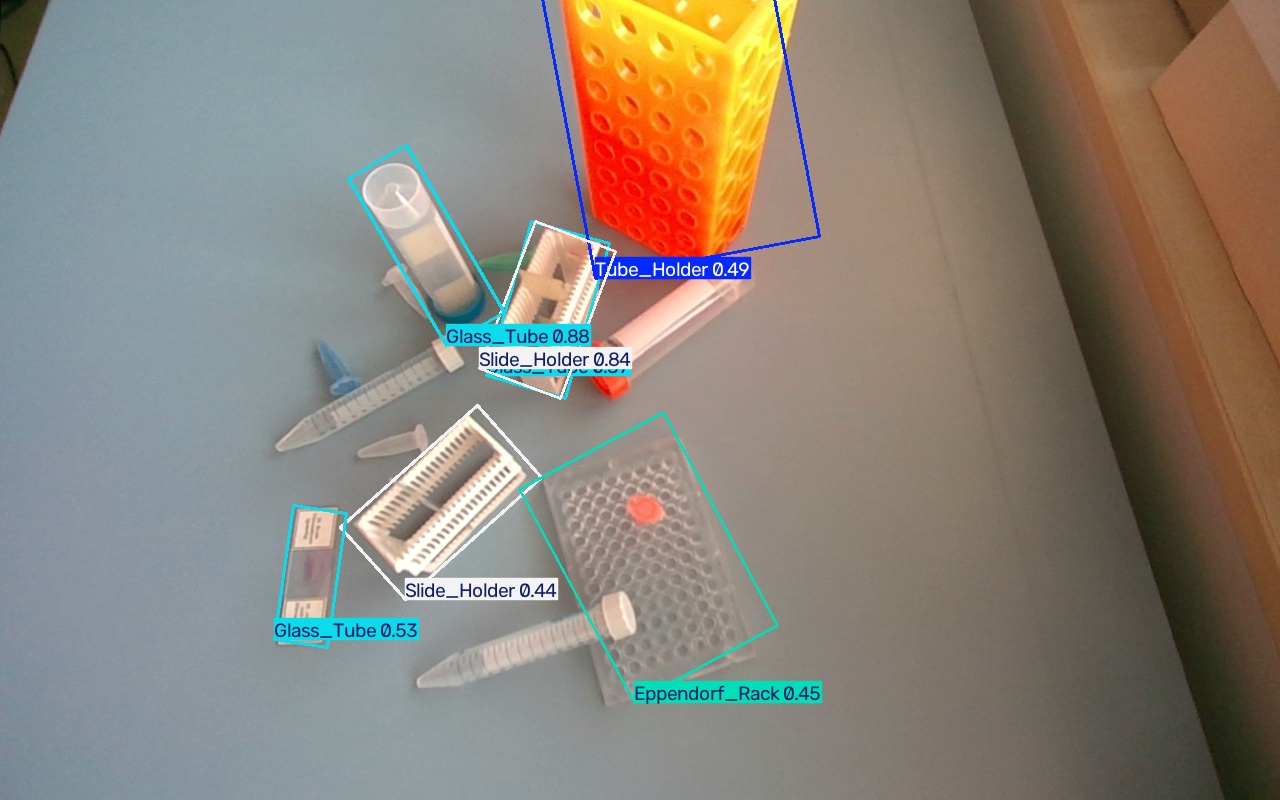 Tube_Holder 0.49
Glass_Tube 0.88
Slide_Holder 0.84
Slide_Holder 0.44
Glass_Tube 0.53
Eppendorf_Rack 0.45